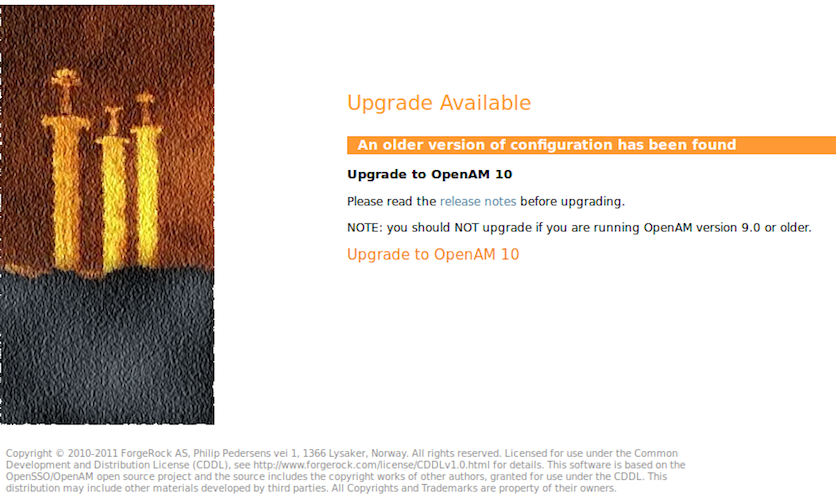 Upgrade Available
An older version of configuration has been found
Upgrade to OpenAM 10
Please read the release notes before upgrading.
NOTE: you should NOT upgrade if you are running OpenAM version 9.0 or older.
Upgrade to OpenAM 10
Copyright © 2010-2011 ForgeRock AS, Philip Pedersens vei 1, 1366 Lysaker, Norway. All rights reserved. Licensed for use under the Common
Development and Distribution License (CDDL), see http://www.forgerock.com/license/CDDLv1.0.html for details. This software is based on the
OpenSSO/OpenAM open source project and the source includes the copyright works of other authors, granted for use under the CDDL. This
distribution may include other materials developed by third parties. All Copyrights and Trademarks are property of their owners.